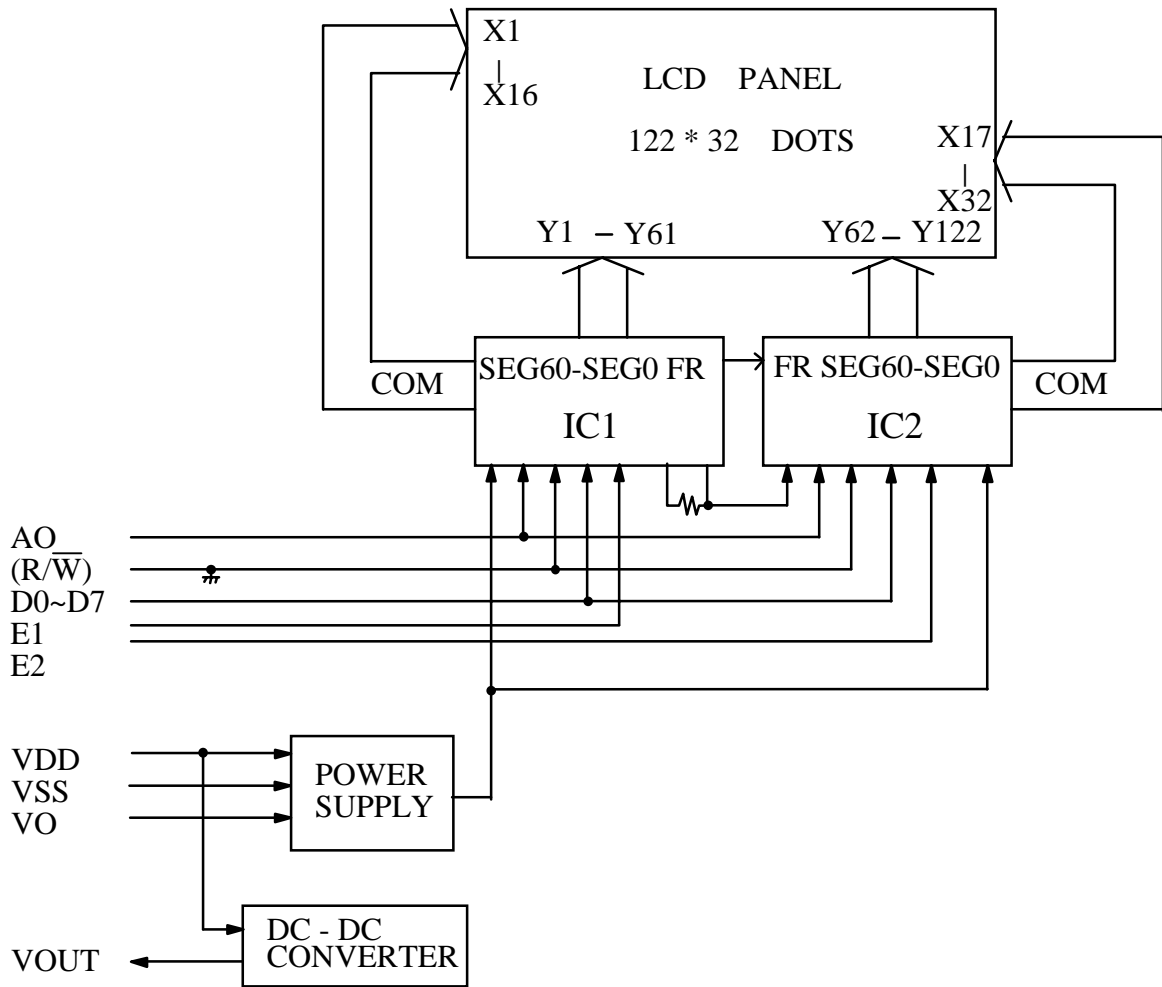 X1
|
X16
LCD PANEL
122 * 32 DOTS
X17
|
X32
Y1 – Y61
Y62 – Y122
SEG60-SEG0 FR
IC1
FR SEG60-SEG0
IC2
COM
COM
AO
(R/W̅)
D0~D7
E1
E2
VDD
VSS
VO
POWER
SUPPLY
DC - DC
CONVERTER
VOUT